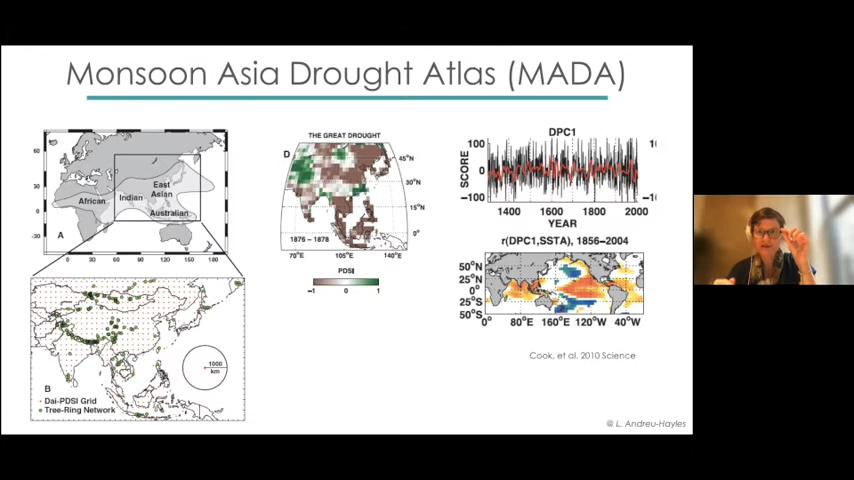 Monsoon Asia Drought Atlas (MADA)
60
30
0
-30
African
Indian
East
Asian
Australian
A
0
30
60
90
120
150
180
B
1000
km
Dai-PDSI Grid
Tree-Ring Network
THE GREAT DROUGHT
D
45°N
30°N
15°N
0°
1876 - 1878
70°E
105°E
140°E
PDSI
-1
0
1
DPC1
SCORE
100
0
-100
1400
1600
1800
2000
YEAR
r(DPC1,SSTA), 1856-2004
50°N
25°N
0°
25°S
50°S
0°
80°E
160°E
120°W
40°W
Cook, et al. 2010 Science
@ L. Andreu-Hayles